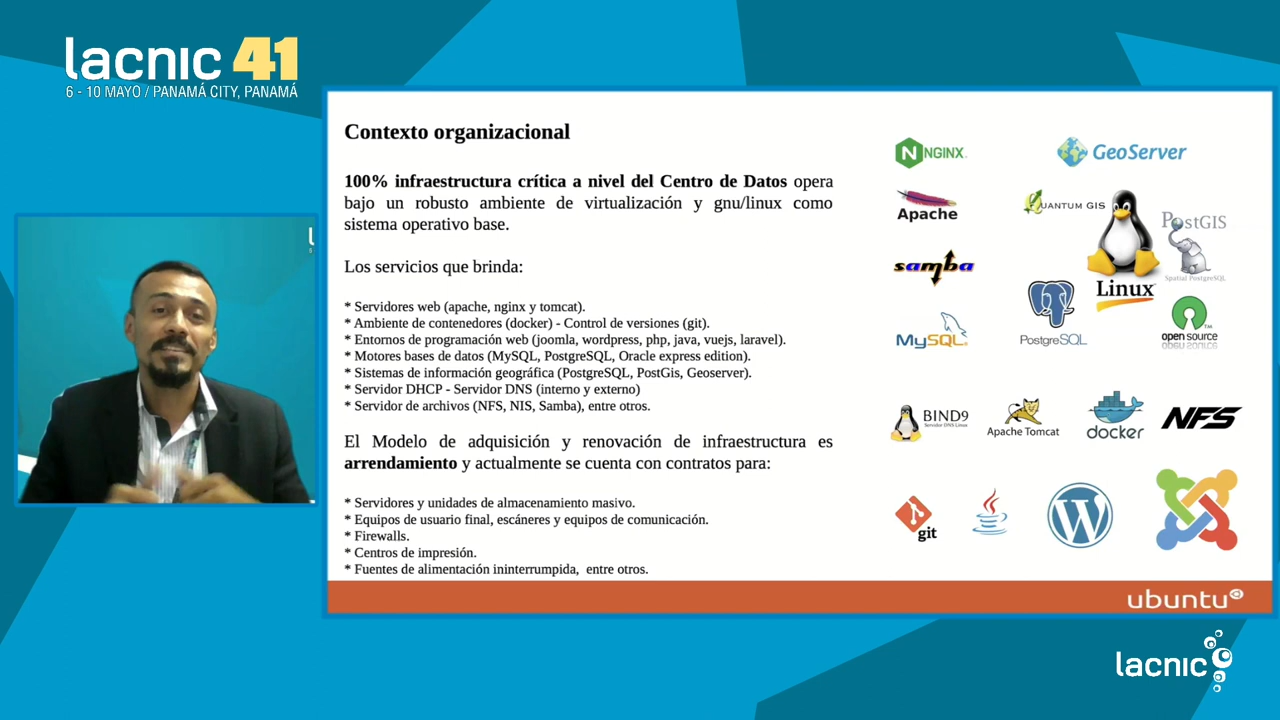 lacnic 41
6 - 10 MAYO / PANAMÁ CITY, PANAMÁ
Contexto organizacional
100% infraestructura crítica a nivel del Centro de Datos opera
bajo un robusto ambiente de virtualización y gnu/linux como
sistema operativo base.
Los servicios que brinda:
* Servidores web (apache, nginx y tomcat).
* Ambiente de contenedores (docker) - Control de versiones (git).
* Entornos de programación web (joomla, wordpress, php, java, vuejs, laravel).
* Motores bases de datos (MySQL, PostgreSQL, Oracle express edition).
* Sistemas de información geográfica (PostgreSQL, PostGis, Geoserver).
* Servidor DHCP - Servidor DNS (interno y externo)
* Servidor de archivos (NFS, NIS, Samba), entre otros.
El Modelo de adquisición y renovación de infraestructura es
arrendamiento y actualmente se cuenta con contratos para:
* Servidores y unidades de almacenamiento masivo.
* Equipos de usuario final, escáneres y equipos de comunicación.
* Firewalls.
* Centros de impresión.
* Fuentes de alimentación ininterrumpida, entre otros.
NGINX
GeoServer
Apache
QUANTUM GIS
PostGIS
Spatial PostgreSQL
samba
Linux
MySQL
PostgreSQL
open source
BIND9
Servidor DNS Linux
Apache Tomcat
docker
NFS
git
ubuntu
lacnic